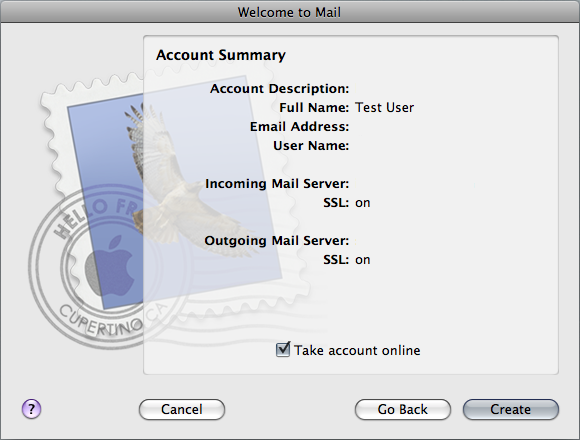 Welcome to Mail
Account Summary
Account Description:
Full Name: Test User
Email Address:
User Name:
Incoming Mail Server:
SSL: on
Outgoing Mail Server:
SSL: on
HELLO FR
CUPERTINO CA
Take account online
?
Cancel
Go Back
Create